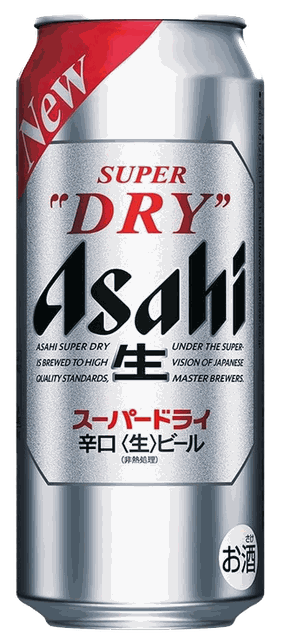 New
SUPER
"DRY"
Asahi
ASAHI SUPER DRY
IS BREWED TO HIGH
QUALITY STANDARDS,
生
UNDER THE SUPER-
VISION OF JAPANESE
MASTER BREWERS.
スーパードライ
辛口〈生〉ビール
(非熱処理)
さけ
お酒